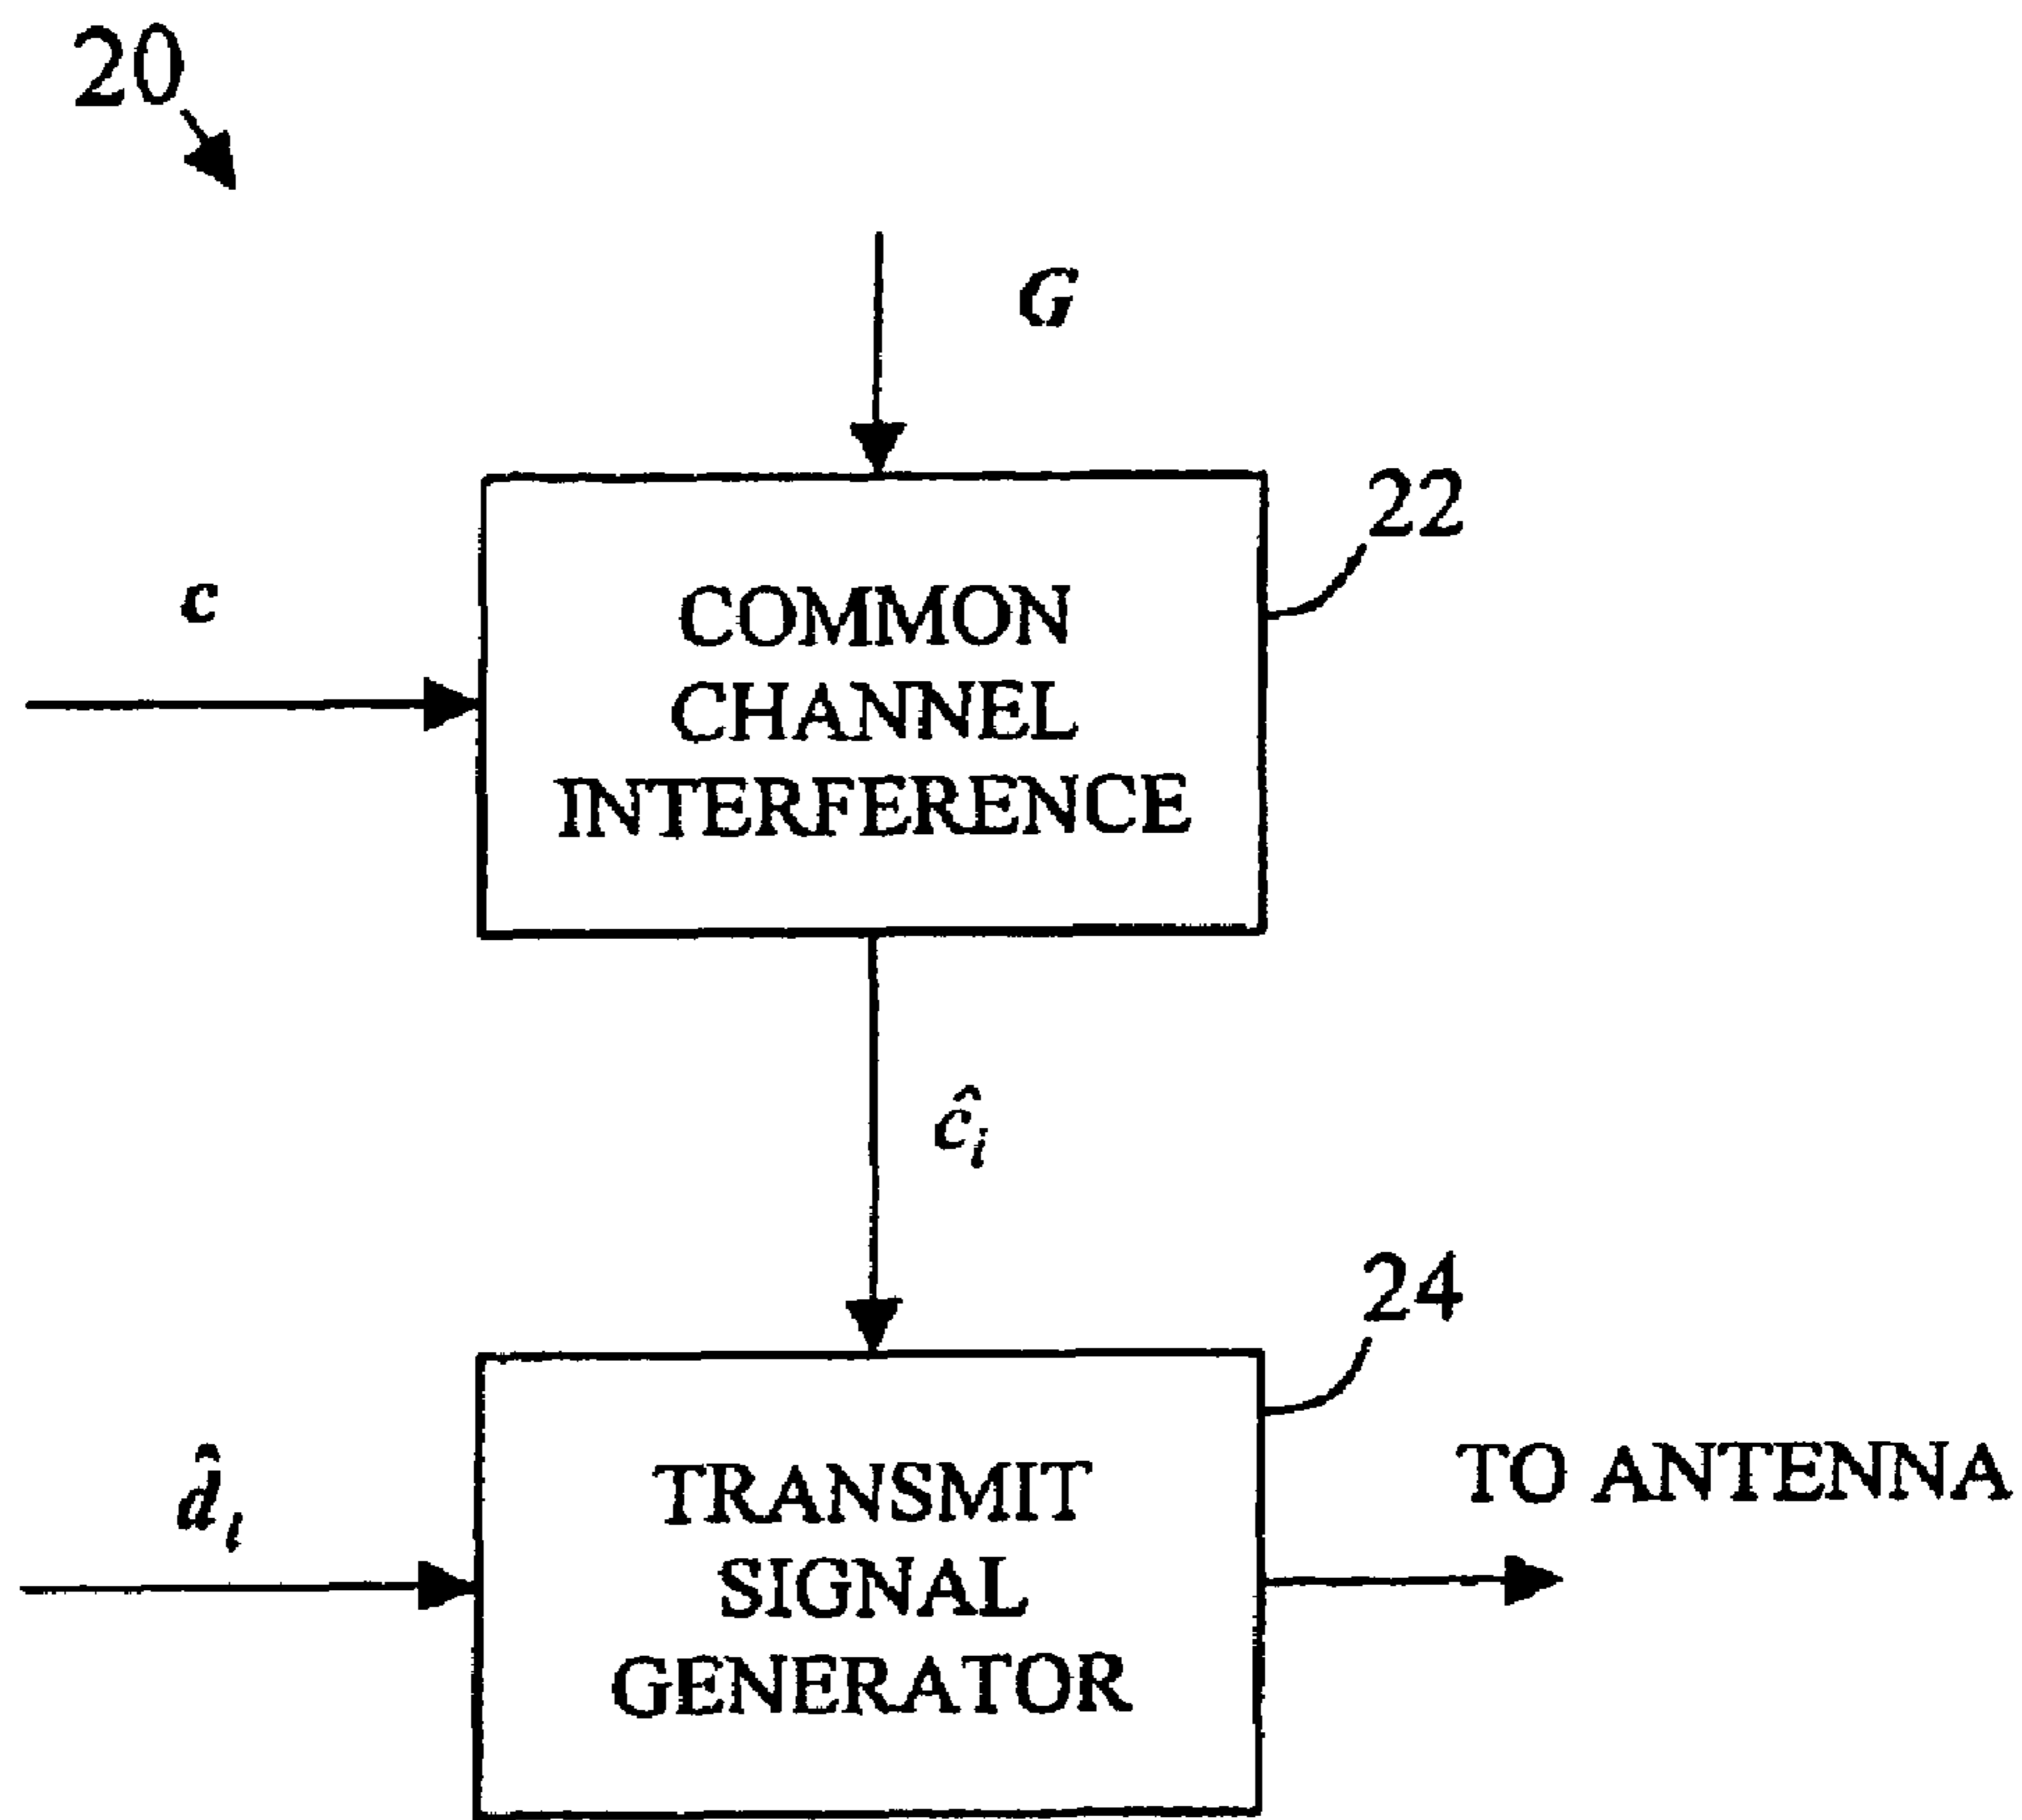 20
G
22
c
COMMON
CHANNEL
INTERFERENCE
ĉᵢ
24
d̂ᵢ
TRANSMIT
SIGNAL
GENERATOR
TO ANTENNA